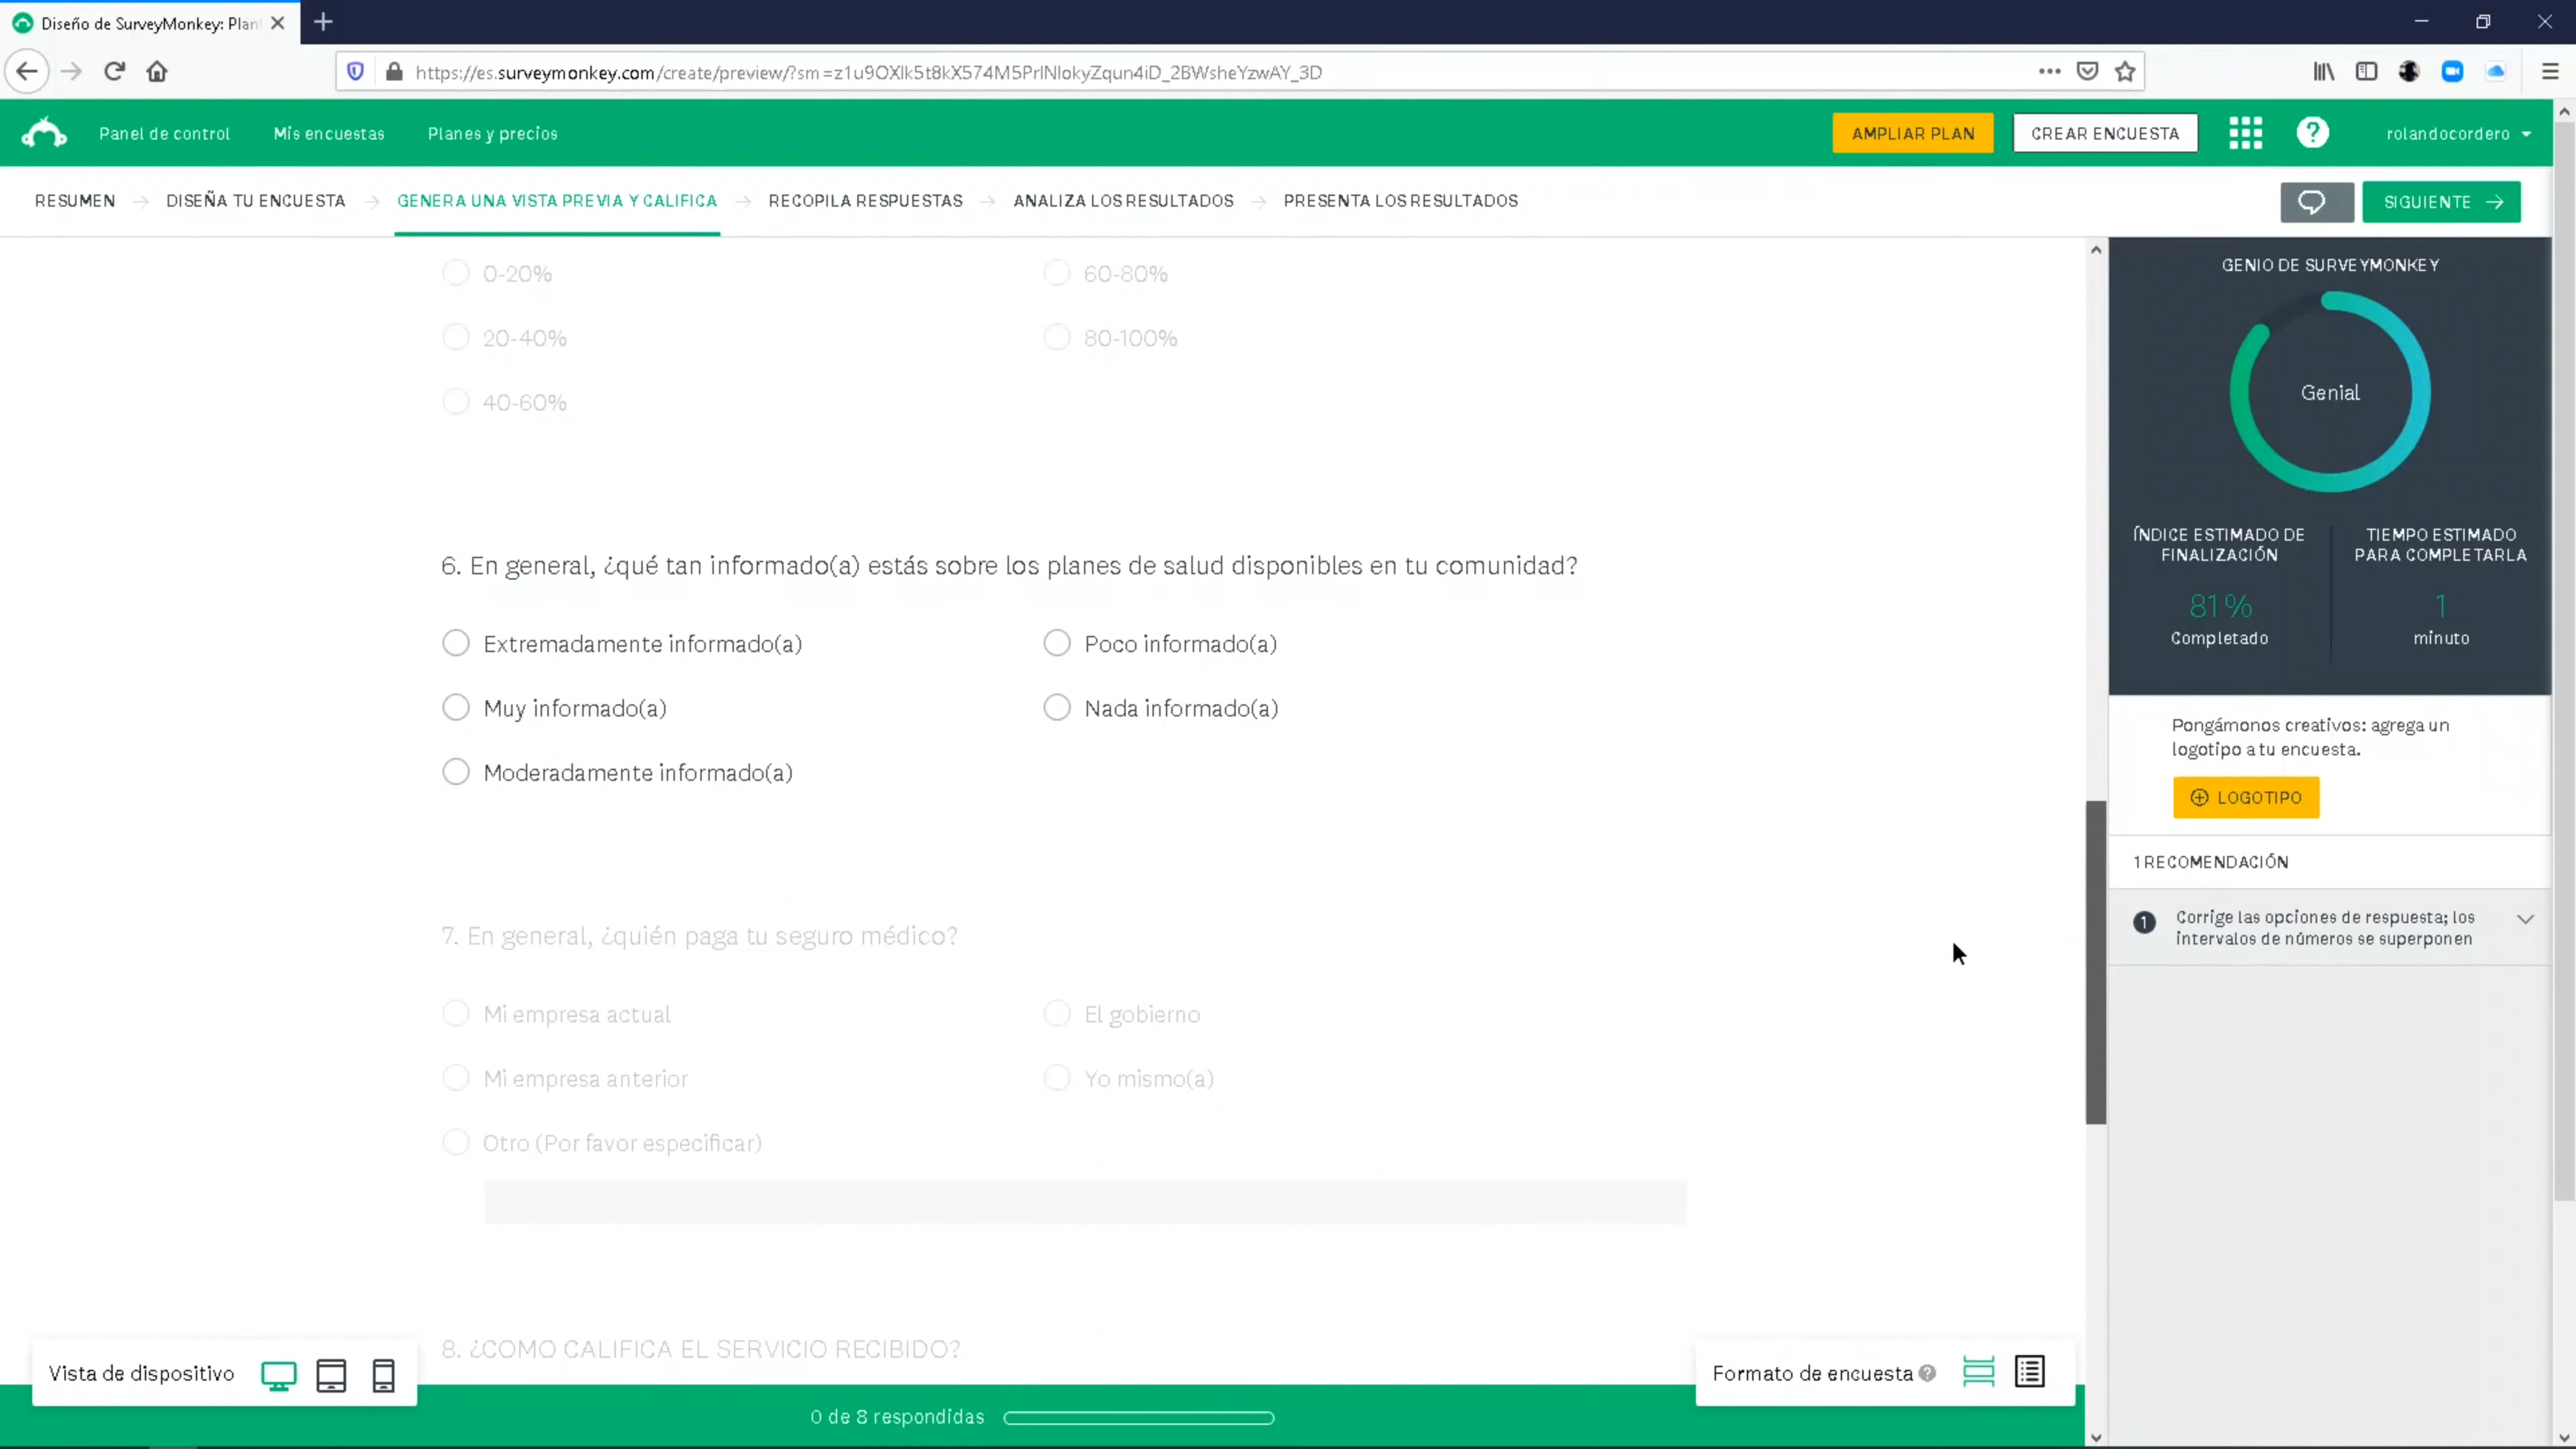 Diseño de SurveyMonkey: Plan
https://es.surveymonkey.com/create/preview/?sm=z1u9OXlk5t8kX574M5PrlNlokyZqun4iD_2BWsheYzwAY_3D
Panel de control
Mis encuestas
Planes y precios
AMPLIAR PLAN
CREAR ENCUESTA
?
rolandocordero
RESUMEN
DISEÑA TU ENCUESTA
GENERA UNA VISTA PREVIA Y CALIFICA
RECOPILA RESPUESTAS
ANALIZA LOS RESULTADOS
PRESENTA LOS RESULTADOS
SIGUIENTE
0-20%
60-80%
20-40%
80-100%
40-60%
6. En general, ¿qué tan informado(a) estás sobre los planes de salud disponibles en tu comunidad?
Extremadamente informado(a)
Poco informado(a)
Muy informado(a)
Nada informado(a)
Moderadamente informado(a)
7. En general, ¿quién paga tu seguro médico?
Mi empresa actual
El gobierno
Mi empresa anterior
Yo mismo(a)
Otro (Por favor especificar)
8. ¿COMO CALIFICA EL SERVICIO RECIBIDO?
Vista de dispositivo
Formato de encuesta ?
0 de 8 respondidas
GENIO DE SURVEYMONKEY
Genial
ÍNDICE ESTIMADO DE
FINALIZACIÓN
81%
Completado
TIEMPO ESTIMADO
PARA COMPLETARLA
1
minuto
Pongámonos creativos: agrega un
logotipo a tu encuesta.
LOGOTIPO
1 RECOMENDACIÓN
1
Corrige las opciones de respuesta; los
intervalos de números se superponen